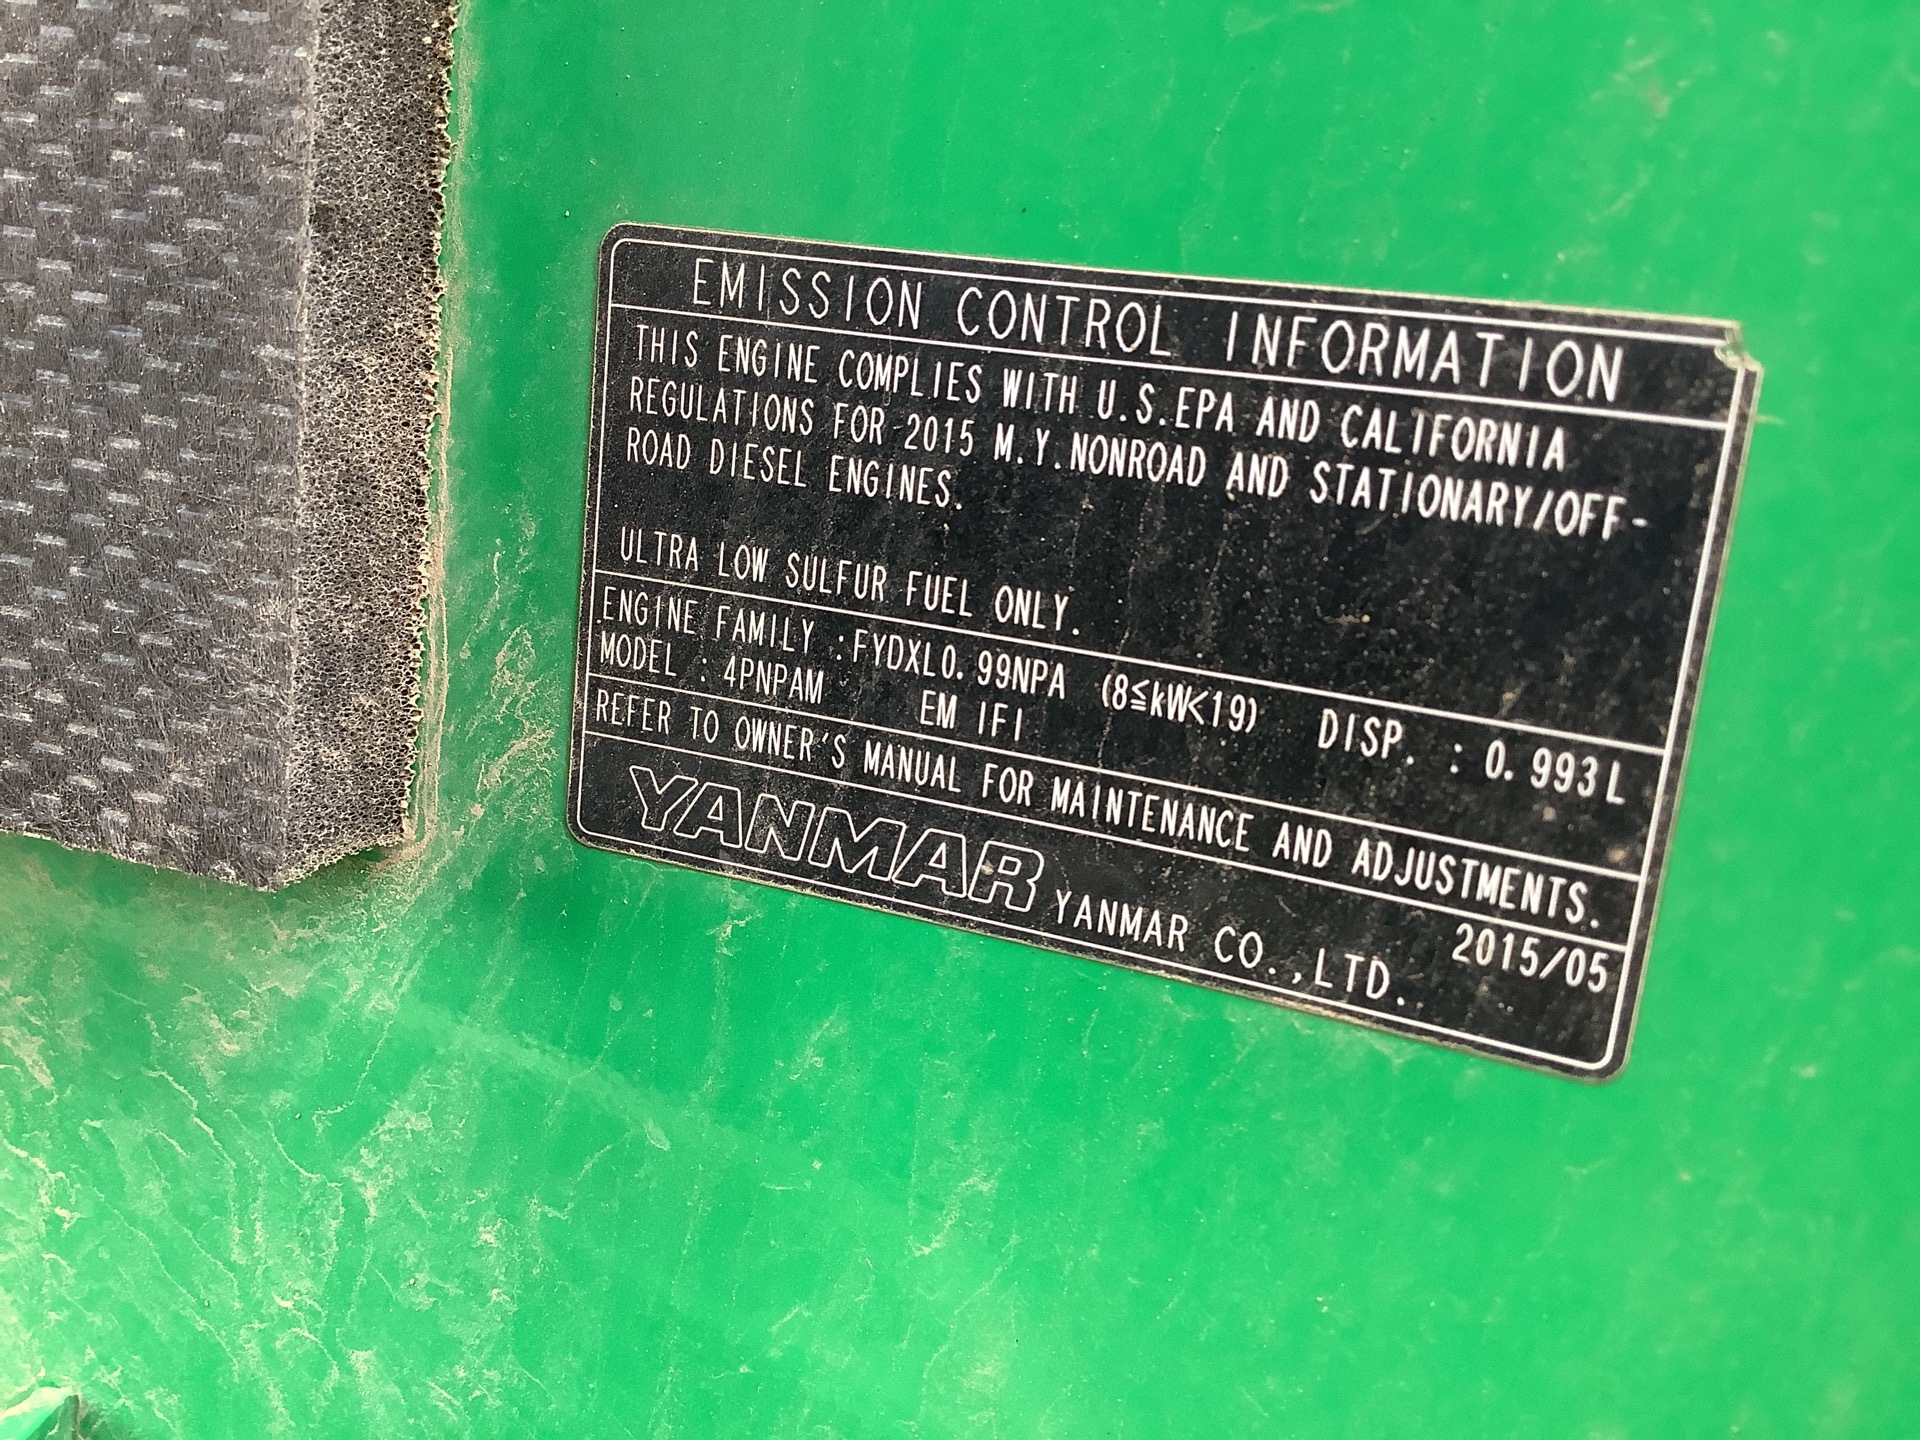 EMISSION CONTROL INFORMATION
THIS ENGINE COMPLIES WITH U.S.EPA AND CALIFORNIA
REGULATIONS FOR 2015 M.Y.NONROAD AND STATIONARY/OFF-
ROAD DIESEL ENGINES.
ULTRA LOW SULFUR FUEL ONLY.
ENGINE FAMILY :FYDXL0.99NPA (8≦kW<19) DISP. : 0.993L
MODEL : 4PNPAM EM IFI
REFER TO OWNER'S MANUAL FOR MAINTENANCE AND ADJUSTMENTS.
YANMAR YANMAR CO.,LTD. 2015/05